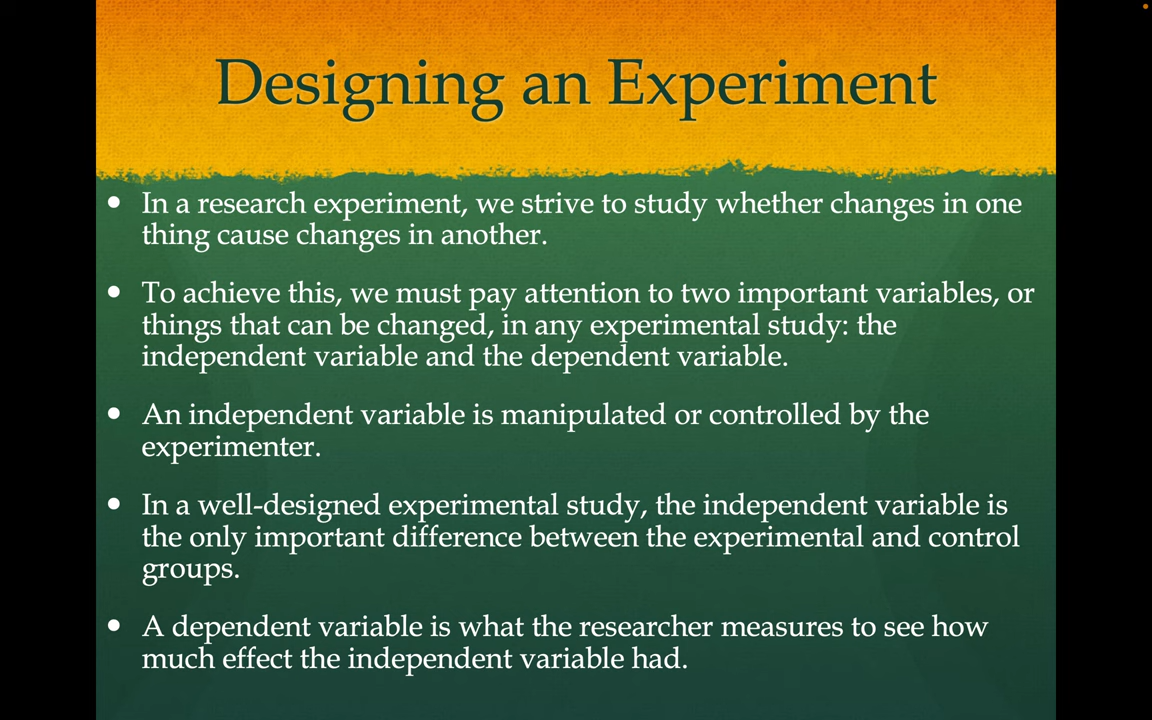 Designing an Experiment
• In a research experiment, we strive to study whether changes in one
thing cause changes in another.
• To achieve this, we must pay attention to two important variables, or
things that can be changed, in any experimental study: the
independent variable and the dependent variable.
• An independent variable is manipulated or controlled by the
experimenter.
• In a well-designed experimental study, the independent variable is
the only important difference between the experimental and control
groups.
• A dependent variable is what the researcher measures to see how
much effect the independent variable had.